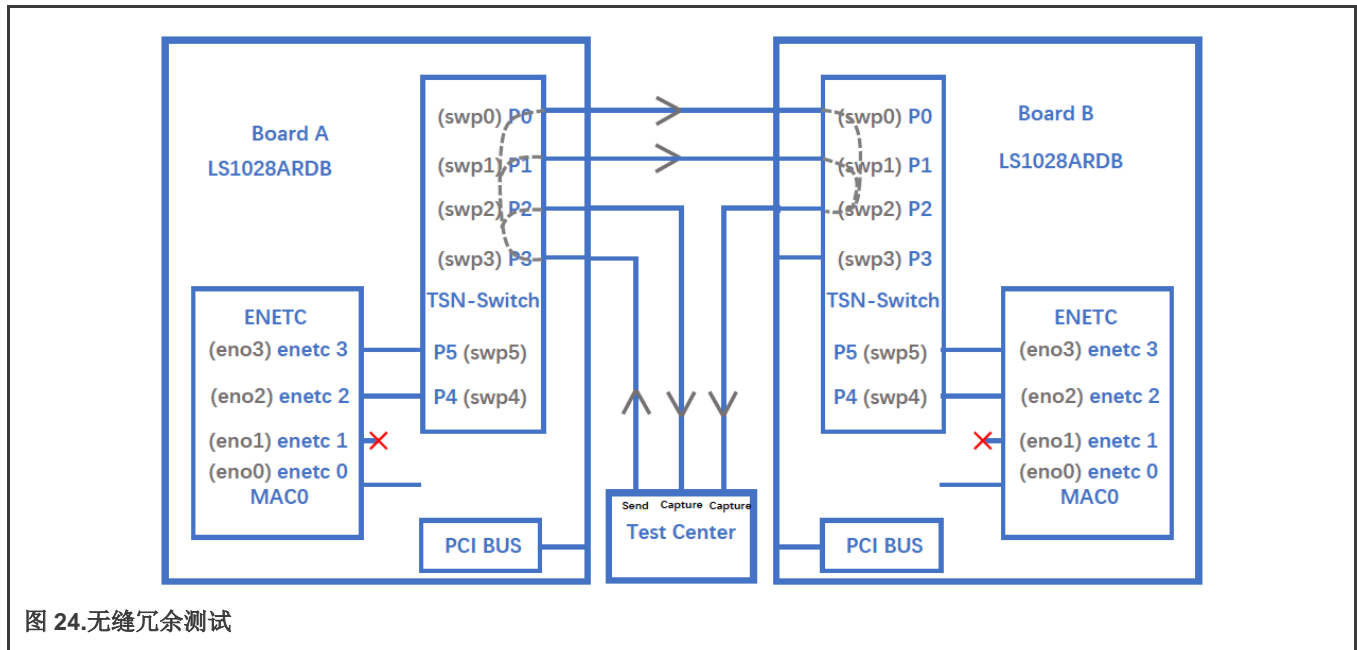 Board A
LS1028ARDB
(swp0) P0
(swp1) P1
(swp2) P2
(swp3) P3
TSN-Switch
P5 (swp5)
P4 (swp4)
ENETC
(eno3) enetc 3
(eno2) enetc 2
(eno1) enetc 1
(eno0) enetc 0
MAC0
PCI BUS
Send Capture Capture
Test Center
Board B
LS1028ARDB
(swp0) P0
(swp1) P1
(swp2) P2
(swp3) P3
TSN-Switch
P5 (swp5)
P4 (swp4)
ENETC
(eno3) enetc 3
(eno2) enetc 2
(eno1) enetc 1
(eno0) enetc 0
MAC0
PCI BUS
图 24.无缝冗余测试